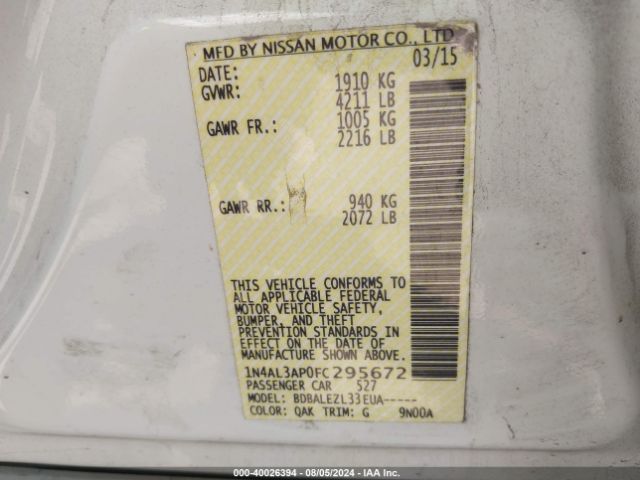 MFD BY NISSAN MOTOR CO., LTD
DATE: 03/15
GVWR: 1910 KG
4211 LB
GAWR FR.: 1005 KG
2216 LB
GAWR RR.: 940 KG
2072 LB
THIS VEHICLE CONFORMS TO
ALL APPLICABLE FEDERAL
MOTOR VEHICLE SAFETY,
BUMPER, AND THEFT
PREVENTION STANDARDS IN
EFFECT ON THE DATE OF
MANUFACTURE SHOWN ABOVE.
1N4AL3AP0FC295672
PASSENGER CAR 527
MODEL: BDBALEZL33EUA-----
COLOR: QAK TRIM: G 9N00A
000-40026394 - 08/05/2024 - IAA Inc.